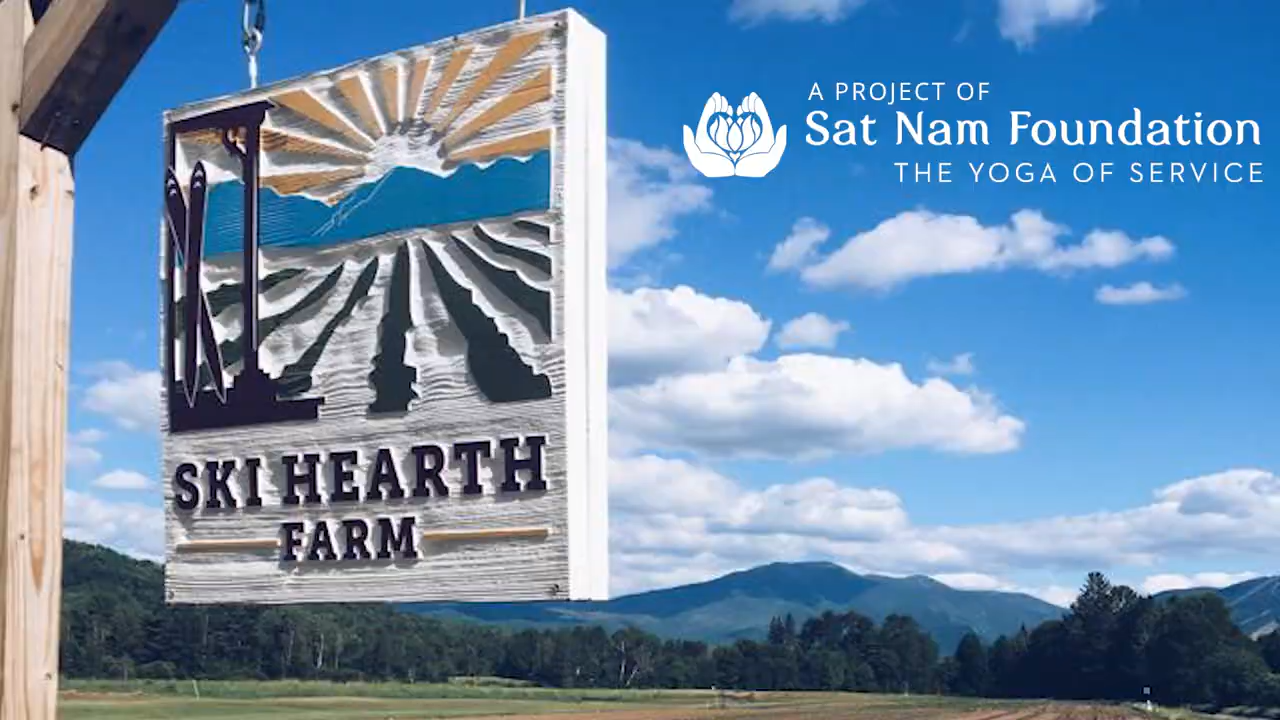 A PROJECT OF
Sat Nam Foundation
THE YOGA OF SERVICE
SKI HEARTH
FARM